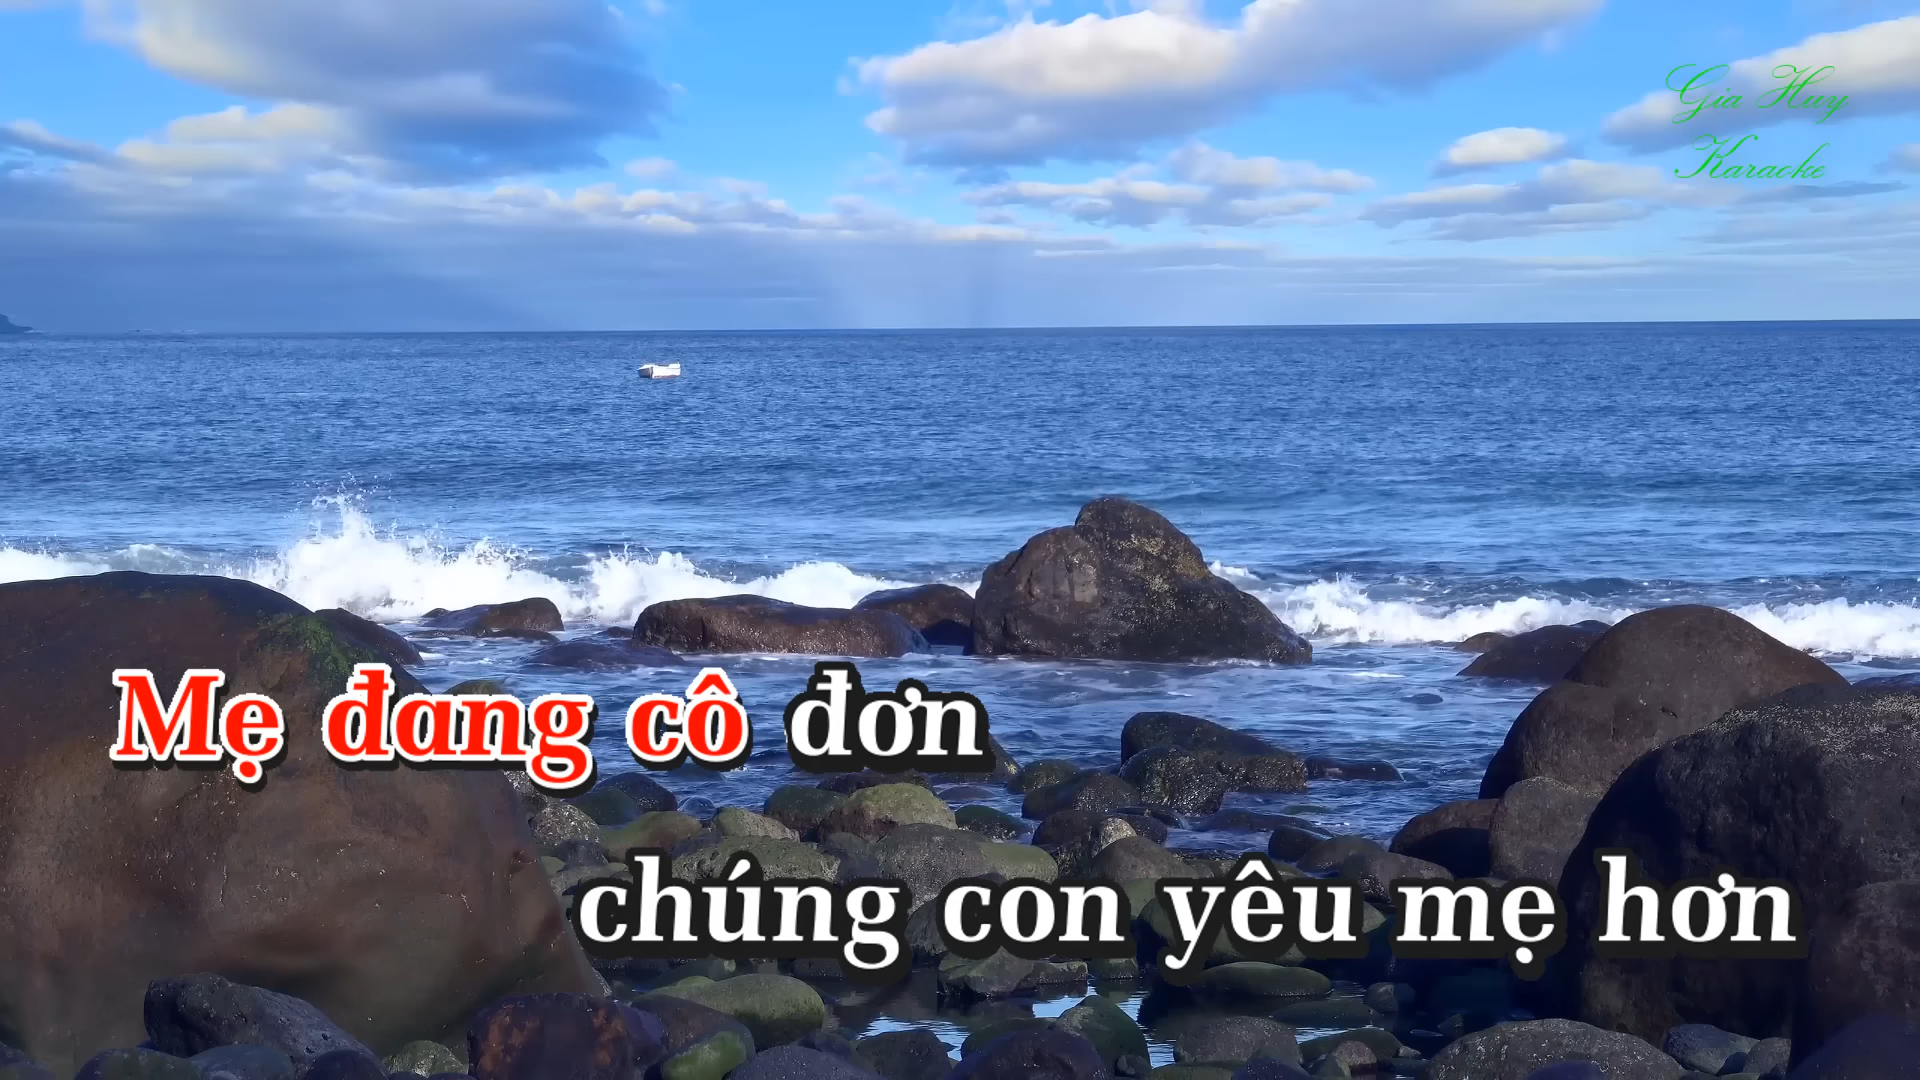 Gia Huy
Karaoke
Mẹ đang cô đơn
chúng con yêu mẹ hơn